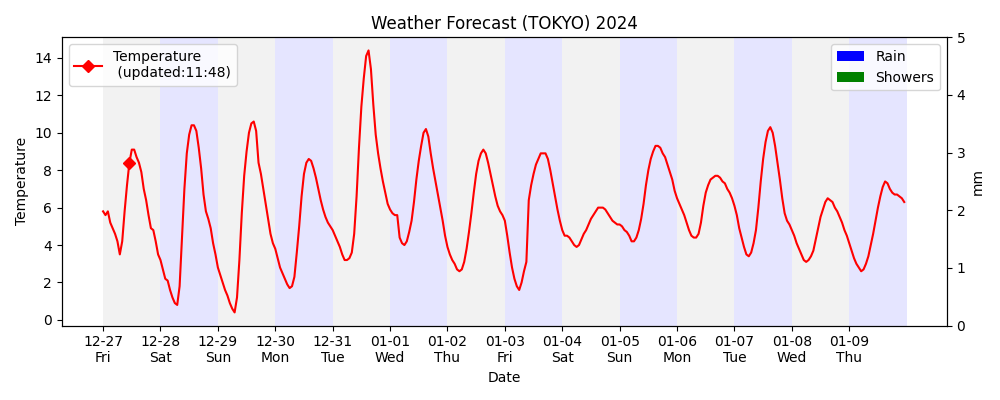 Weather Forecast (TOKYO) 2024
Temperature
(updated:11:48)
Rain
Showers
Temperature
14
12
10
8
6
4
2
0
5
4
3
2
1
0
mm
12-27 12-28 12-29 12-30 12-31 01-01 01-02 01-03 01-04 01-05 01-06 01-07 01-08 01-09
Fri Sat Sun Mon Tue Wed Thu Fri Sat Sun Mon Tue Wed Thu
Date